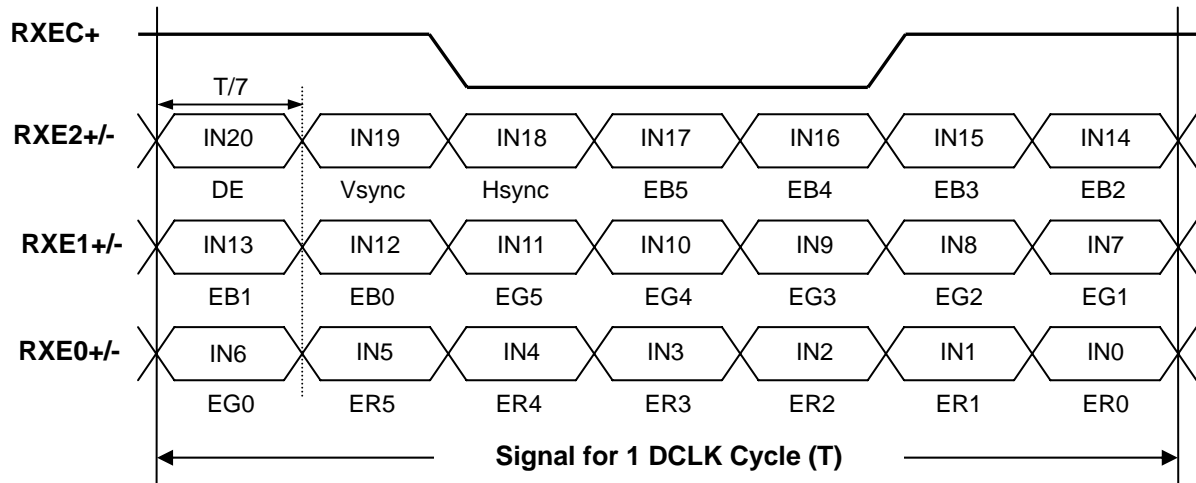 RXEC+
T/7
RXE2+/- IN20 IN19 IN18 IN17 IN16 IN15 IN14
DE Vsync Hsync EB5 EB4 EB3 EB2
RXE1+/- IN13 IN12 IN11 IN10 IN9 IN8 IN7
EB1 EB0 EG5 EG4 EG3 EG2 EG1
RXE0+/- IN6 IN5 IN4 IN3 IN2 IN1 IN0
EG0 ER5 ER4 ER3 ER2 ER1 ER0
Signal for 1 DCLK Cycle (T)